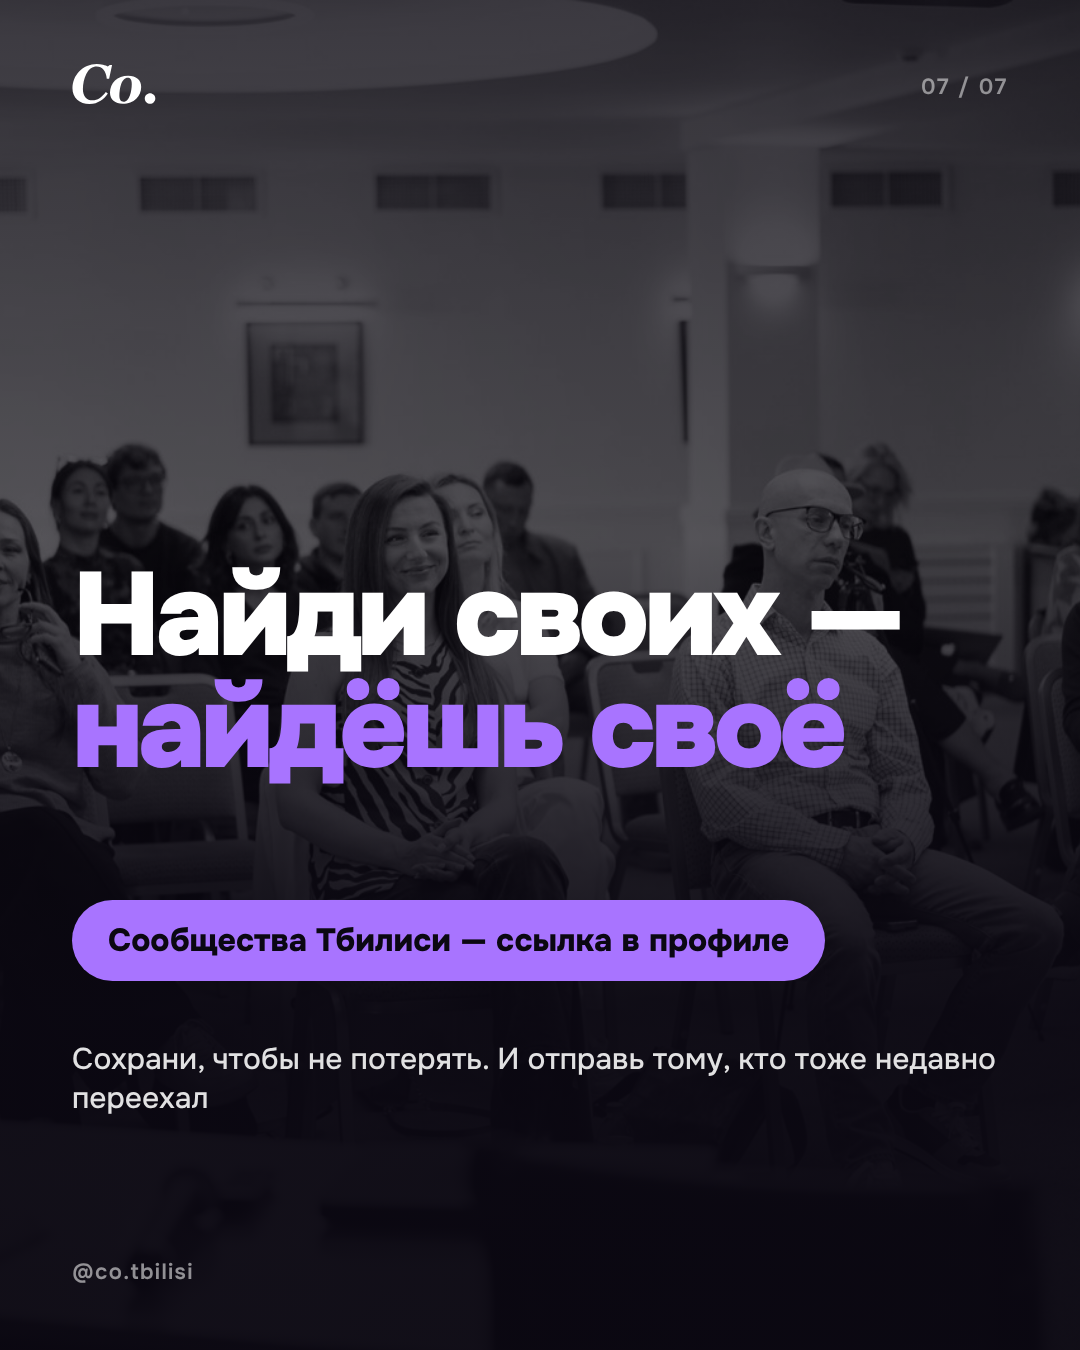 Co.
07 / 07
Найди своих —
найдёшь своё
Сообщества Тбилиси — ссылка в профиле
Сохрани, чтобы не потерять. И отправь тому, кто тоже недавно
переехал
@co.tbilisi